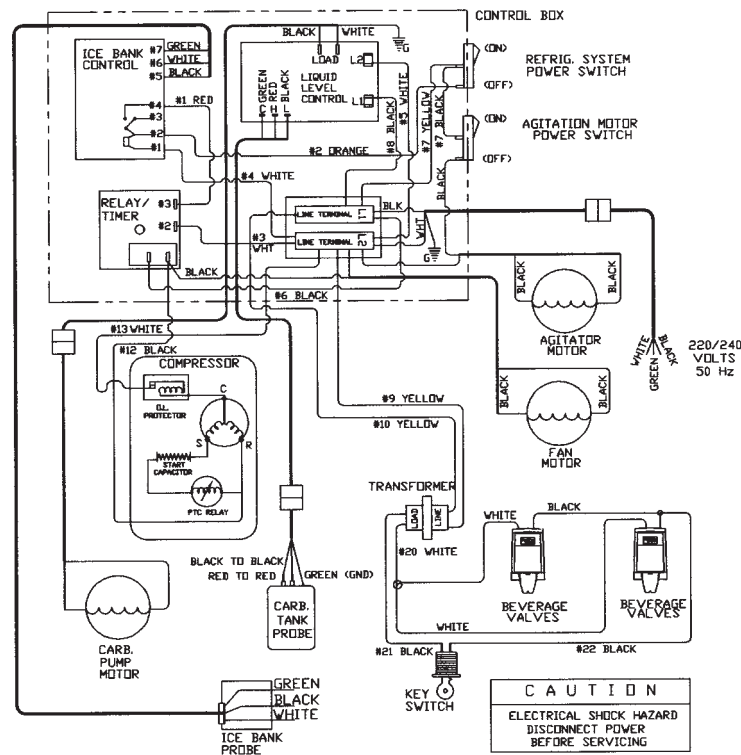 CONTROL BOX
BLACK
WHITE
G
ICE BANK
CONTROL
#7 GREEN
#6 WHITE
#5 BLACK
#4
#3
#2
#1
#1 RED
LOAD
L2
LIQUID
LEVEL
CONTROL
L1
C GREEN
H RED
L BLACK
#8 BLACK
#5 WHITE
#7 YELLOW
#7 BLACK
(ON)
(OFF)
REFRIG. SYSTEM
POWER SWITCH
(ON)
(OFF)
AGITATION MOTOR
POWER SWITCH
#2 ORANGE
#4 WHITE
BLACK
RELAY/
TIMER
#3
#2
LINE TERMINAL
L1
LINE TERMINAL
L2
BLK
WHT
#3
WHT
G
BLACK
#6 BLACK
BLACK
BLACK
AGITATOR
MOTOR
WHITE
GREEN
BLACK
220/240
VOLTS
50 Hz
#13 WHITE
#12 BLACK
COMPRESSOR
O.L.
PROTECTOR
C
S
R
START
CAPACITOR
PTC RELAY
#9 YELLOW
#10 YELLOW
BLACK
BLACK
FAN
MOTOR
TRANSFORMER
LOAD
LINE
WHITE
BLACK
#20 WHITE
BLACK TO BLACK
RED TO RED
GREEN (GND)
CARB.
TANK
PROBE
BEVERAGE
VALVES
BEVERAGE
VALVES
WHITE
#21 BLACK
#22 BLACK
CARB.
PUMP
MOTOR
KEY
SWITCH
GREEN
BLACK
WHITE
ICE BANK
PROBE
CAUTION
ELECTRICAL SHOCK HAZARD
DISCONNECT POWER
BEFORE SERVICING